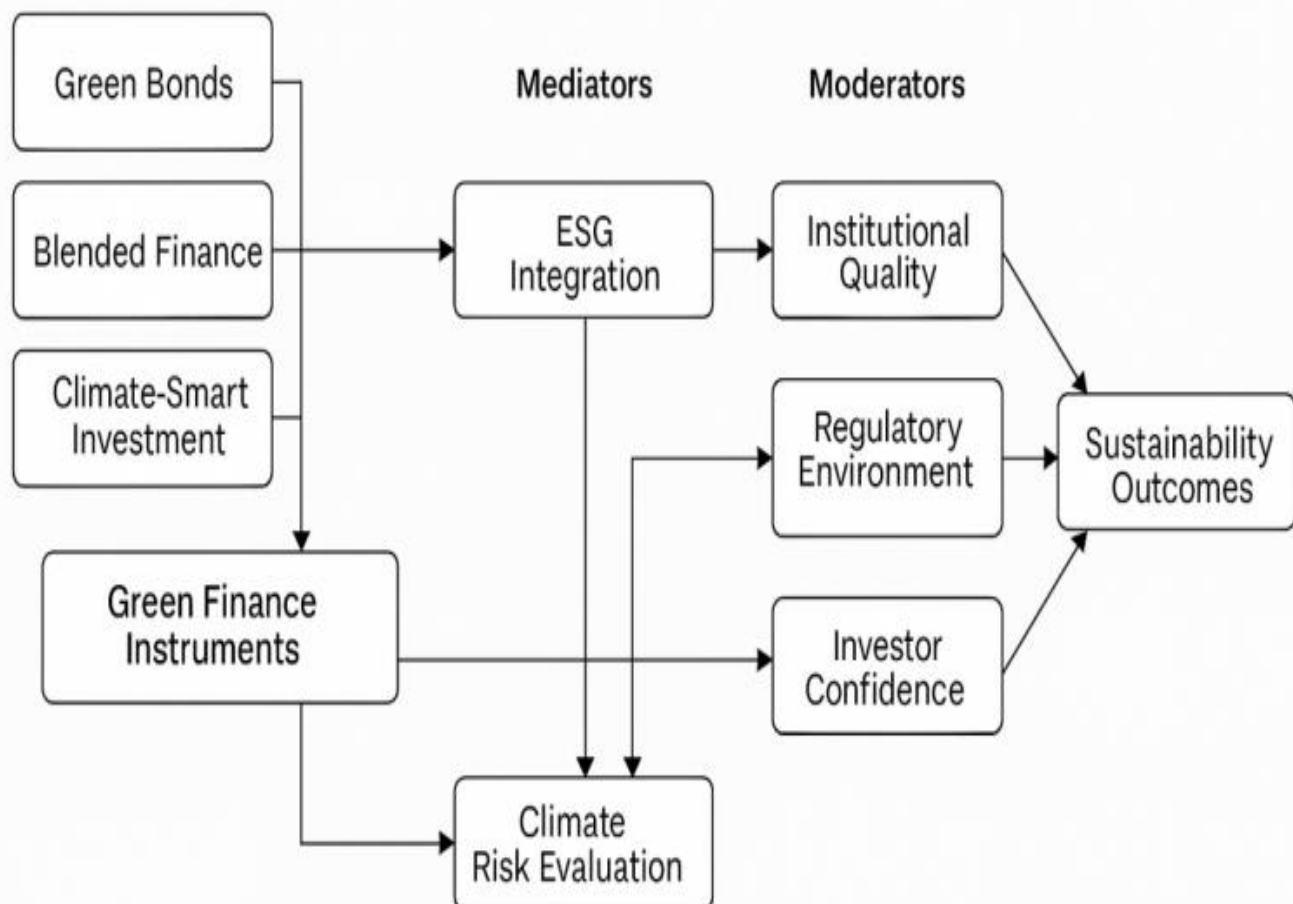 Green Bonds
Mediators
Moderators
Blended Finance
ESG
Integration
Institutional
Quality
Climate-Smart
Investment
Regulatory
Environment
Sustainability
Outcomes
Green Finance
Instruments
Investor
Confidence
Climate
Risk Evaluation